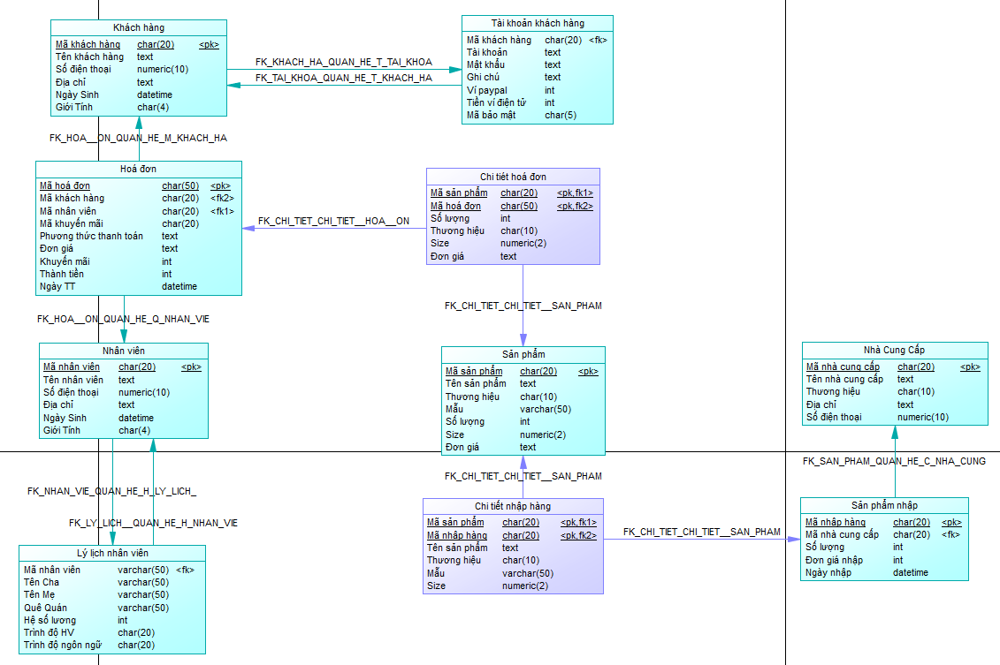 Khách hàng
Mã khách hàng char(20) <pk>
Tên khách hàng text
Số điện thoại numeric(10)
Địa chỉ text
Ngày Sinh datetime
Giới Tính char(4)
Tài khoản khách hàng
Mã khách hàng char(20) <fk>
Tài khoản text
Mật khẩu text
Ghi chú text
Ví paypal int
Tiền ví điện tử int
Mã bảo mật char(5)
FK_KHACH_HA_QUAN_HE_T_TAI_KHOA
FK_TAI_KHOA_QUAN_HE_T_KHACH_HA
FK_HOA__ON_QUAN_HE_M_KHACH_HA
Hoá đơn
Mã hoá đơn char(50) <pk>
Mã khách hàng char(20) <fk2>
Mã nhân viên char(20) <fk1>
Mã khuyến mãi char(20)
Phương thức thanh toán text
Đơn giá text
Khuyến mãi int
Thành tiền int
Ngày TT datetime
FK_CHI_TIET_CHI_TIET__HOA__ON
Chi tiết hoá đơn
Mã sản phẩm char(20) <pk,fk1>
Mã hoá đơn char(50) <pk,fk2>
Số lượng int
Thương hiệu char(10)
Size numeric(2)
Đơn giá text
FK_HOA__ON_QUAN_HE_Q_NHAN_VIE
FK_CHI_TIET_CHI_TIET__SAN_PHAM
Nhân viên
Mã nhân viên char(20) <pk>
Tên nhân viên text
Số điện thoại numeric(10)
Địa chỉ text
Ngày Sinh datetime
Giới Tính char(4)
Sản phẩm
Mã sản phẩm char(20) <pk>
Tên sản phẩm text
Thương hiệu char(10)
Mẫu varchar(50)
Số lượng int
Size numeric(2)
Đơn giá text
Nhà Cung Cấp
Mã nhà cung cấp char(20) <pk>
Tên nhà cung cấp text
Thương hiệu char(10)
Địa chỉ text
Số điện thoại numeric(10)
FK_SAN_PHAM_QUAN_HE_C_NHA_CUNG
FK_CHI_TIET_CHI_TIET__SAN_PHAM
FK_NHAN_VIE_QUAN_HE_H_LY_LICH_
FK_LY_LICH__QUAN_HE_H_NHAN_VIE
Chi tiết nhập hàng
Mã sản phẩm char(20) <pk,fk1>
Mã nhâp hàng char(20) <pk,fk2>
Tên sản phẩm text
Thương hiệu char(10)
Mẫu varchar(50)
Size numeric(2)
FK_CHI_TIET_CHI_TIET__SAN_PHAM
Sản phẩm nhập
Mã nhâp hàng char(20) <pk>
Mã nhà cung cấp char(20) <fk>
Số lượng int
Đơn giá nhập int
Ngày nhập datetime
Lý lịch nhân viên
Mã nhân viên varchar(50) <fk>
Tên Cha varchar(50)
Tên Mẹ varchar(50)
Quê Quán varchar(50)
Hệ số lương int
Trình độ HV char(20)
Trình độ ngôn ngữ char(20)